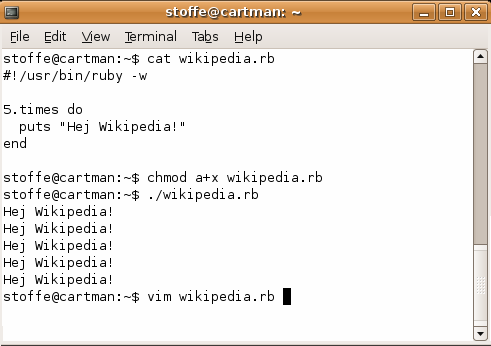 stoffe@cartman: ~
File Edit View Terminal Tabs Help
stoffe@cartman:~$ cat wikipedia.rb
#!/usr/bin/ruby -w

5.times do
  puts "Hej Wikipedia!"
end

stoffe@cartman:~$ chmod a+x wikipedia.rb
stoffe@cartman:~$ ./wikipedia.rb
Hej Wikipedia!
Hej Wikipedia!
Hej Wikipedia!
Hej Wikipedia!
Hej Wikipedia!
stoffe@cartman:~$ vim wikipedia.rb